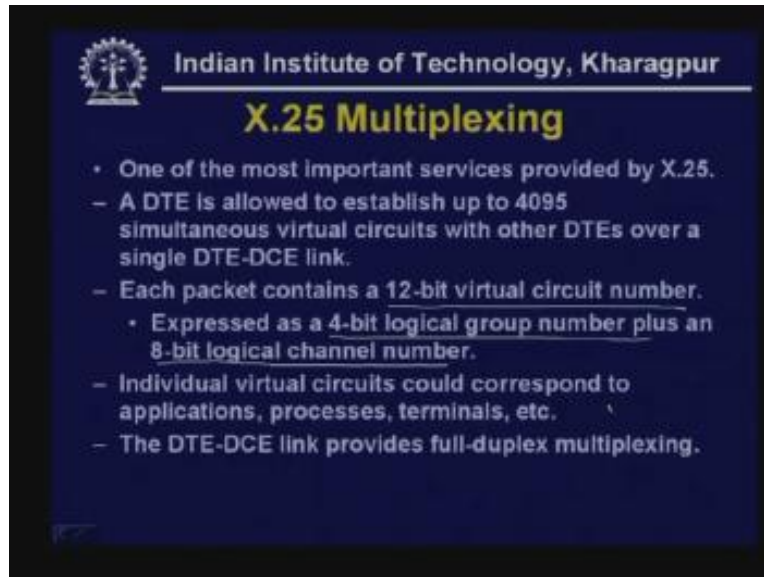 Indian Institute of Technology, Kharagpur
X.25 Multiplexing
• One of the most important services provided by X.25.
– A DTE is allowed to establish up to 4095
simultaneous virtual circuits with other DTEs over a
single DTE-DCE link.
– Each packet contains a 12-bit virtual circuit number.
• Expressed as a 4-bit logical group number plus an
8-bit logical channel number.
– Individual virtual circuits could correspond to
applications, processes, terminals, etc.
– The DTE-DCE link provides full-duplex multiplexing.